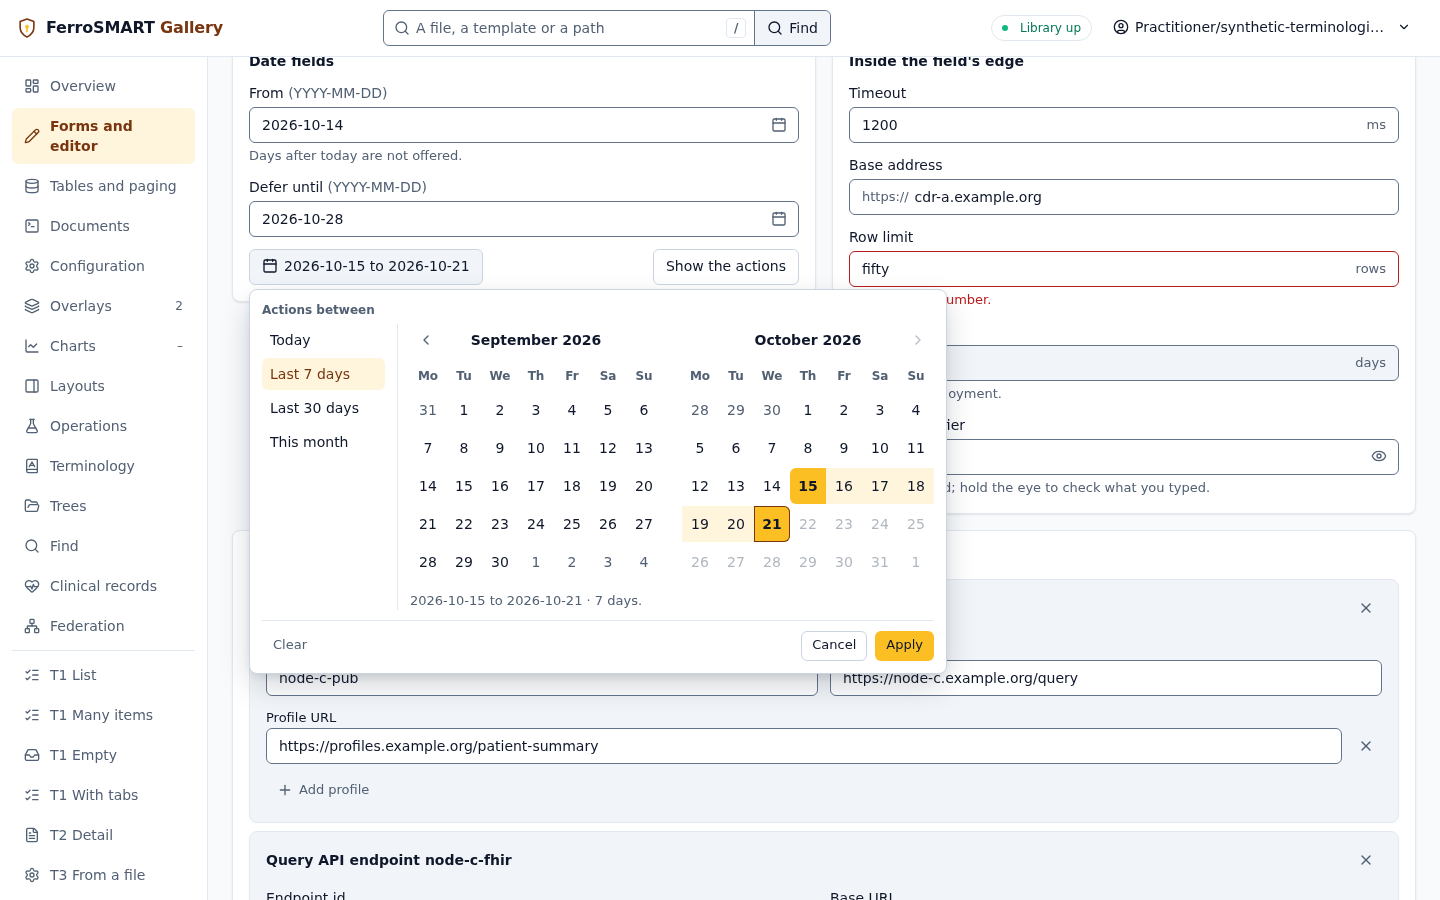 FerroSMART Gallery
A file, a template or a path
/
Find
Library up
Practitioner/synthetic-terminologi…
Overview
Forms and
editor
Tables and paging
Documents
Configuration
Overlays 2
Charts –
Layouts
Operations
Terminology
Trees
Find
Clinical records
Federation
T1 List
T1 Many items
T1 Empty
T1 With tabs
T2 Detail
T3 From a file
Date fields
From (YYYY-MM-DD)
2026-10-14
Days after today are not offered.
Defer until (YYYY-MM-DD)
2026-10-28
2026-10-15 to 2026-10-21
Show the actions
Inside the field's edge
Timeout
1200 ms
Base address
https:// cdr-a.example.org
Row limit
fifty rows
umber.
days
oyment.
ier
d; hold the eye to check what you typed.
Actions between
Today
Last 7 days
Last 30 days
This month
September 2026
Mo Tu We Th Fr Sa Su
31 1 2 3 4 5 6
7 8 9 10 11 12 13
14 15 16 17 18 19 20
21 22 23 24 25 26 27
28 29 30 1 2 3 4
October 2026
Mo Tu We Th Fr Sa Su
28 29 30 1 2 3 4
5 6 7 8 9 10 11
12 13 14 15 16 17 18
19 20 21 22 23 24 25
26 27 28 29 30 31 1
2026-10-15 to 2026-10-21 · 7 days.
Clear
Cancel
Apply
node-c-pub
https://node-c.example.org/query
Profile URL
https://profiles.example.org/patient-summary
Add profile
Query API endpoint node-c-fhir
Endpoint id
Base URL